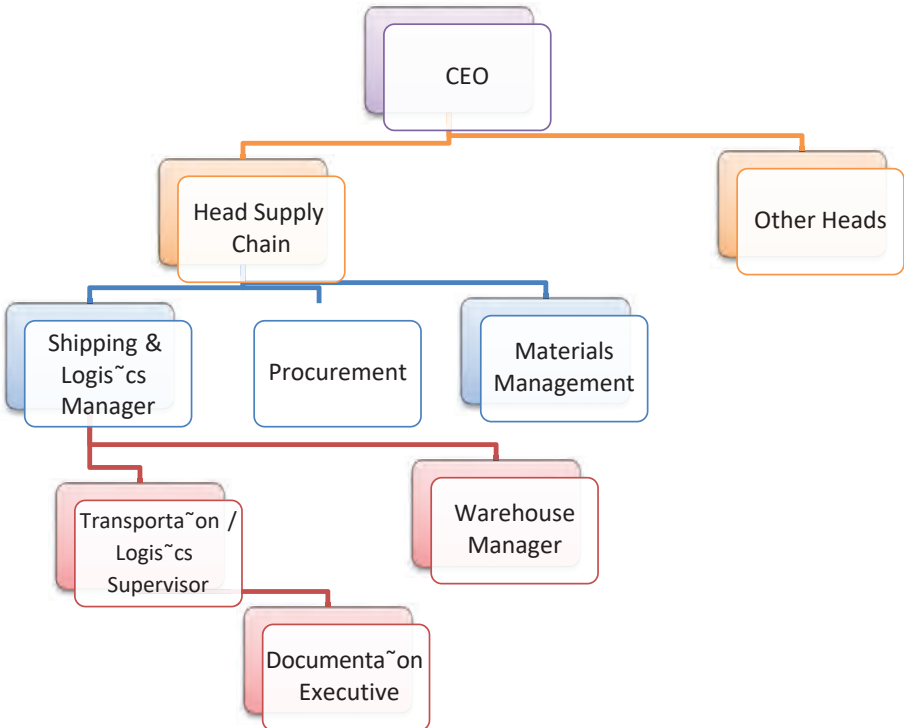 CEO
Head Supply
Chain
Other Heads
Shipping &
Logis˜cs
Manager
Procurement
Materials
Management
Transporta˜on /
Logis˜cs
Supervisor
Warehouse
Manager
Documenta˜on
Executive